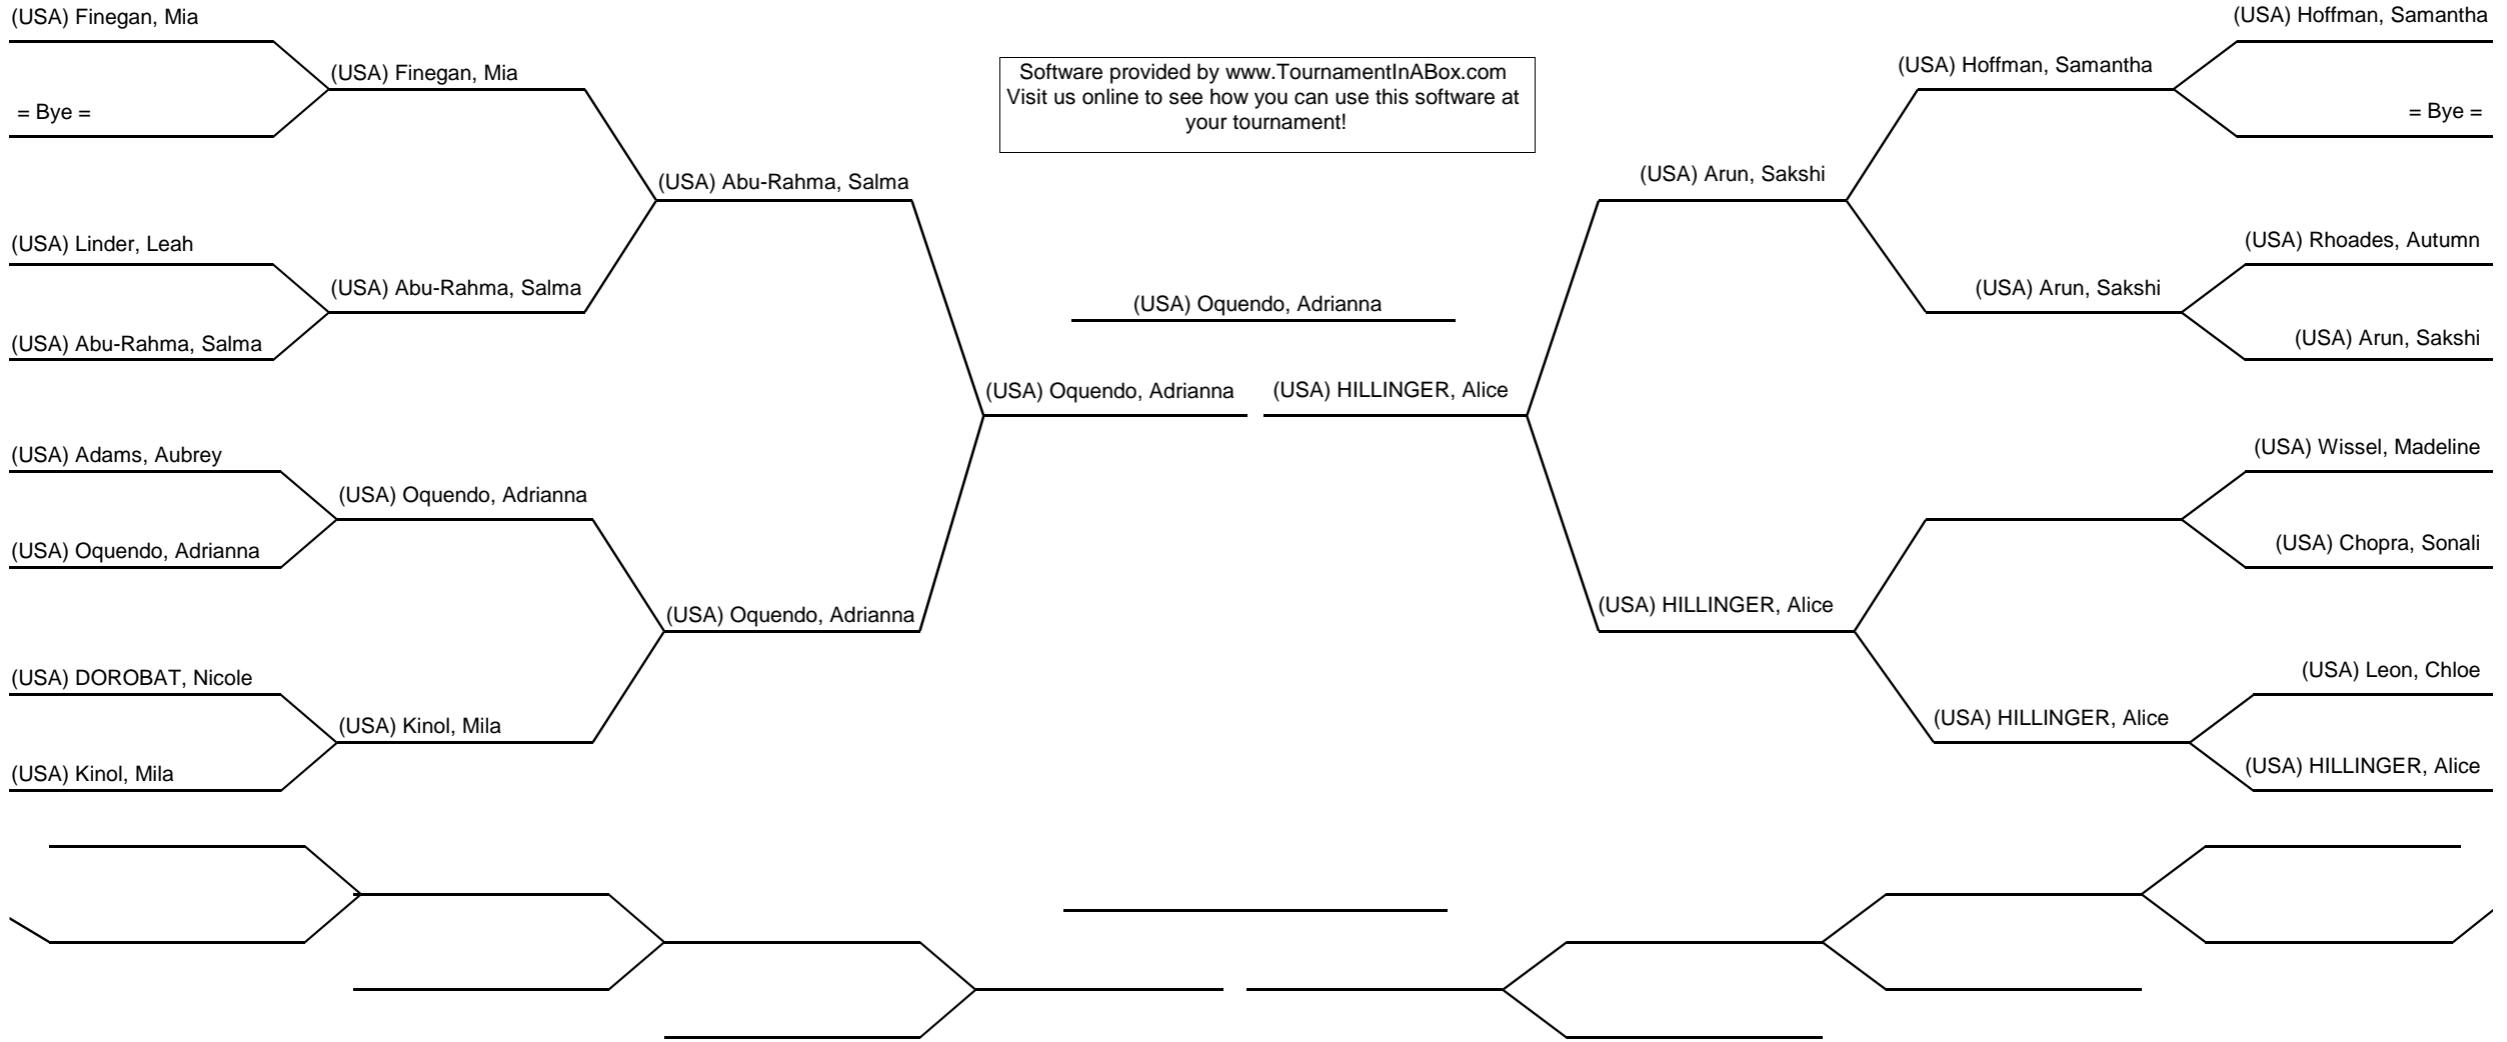 (USA) Finegan, Mia
= Bye =
(USA) Linder, Leah
(USA) Abu-Rahma, Salma
(USA) Adams, Aubrey
(USA) Oquendo, Adrianna
(USA) DOROBAT, Nicole
(USA) Kinol, Mila
(USA) Finegan, Mia
(USA) Abu-Rahma, Salma
(USA) Oquendo, Adrianna
(USA) Kinol, Mila
(USA) Abu-Rahma, Salma
(USA) Oquendo, Adrianna
Software provided by www.TournamentInABox.com
Visit us online to see how you can use this software at
your tournament!
(USA) Oquendo, Adrianna
(USA) Oquendo, Adrianna
(USA) HILLINGER, Alice
(USA) Arun, Sakshi
(USA) HILLINGER, Alice
(USA) Hoffman, Samantha
(USA) Arun, Sakshi
(USA) HILLINGER, Alice
(USA) Hoffman, Samantha
= Bye =
(USA) Rhoades, Autumn
(USA) Arun, Sakshi
(USA) Wissel, Madeline
(USA) Chopra, Sonali
(USA) Leon, Chloe
(USA) HILLINGER, Alice